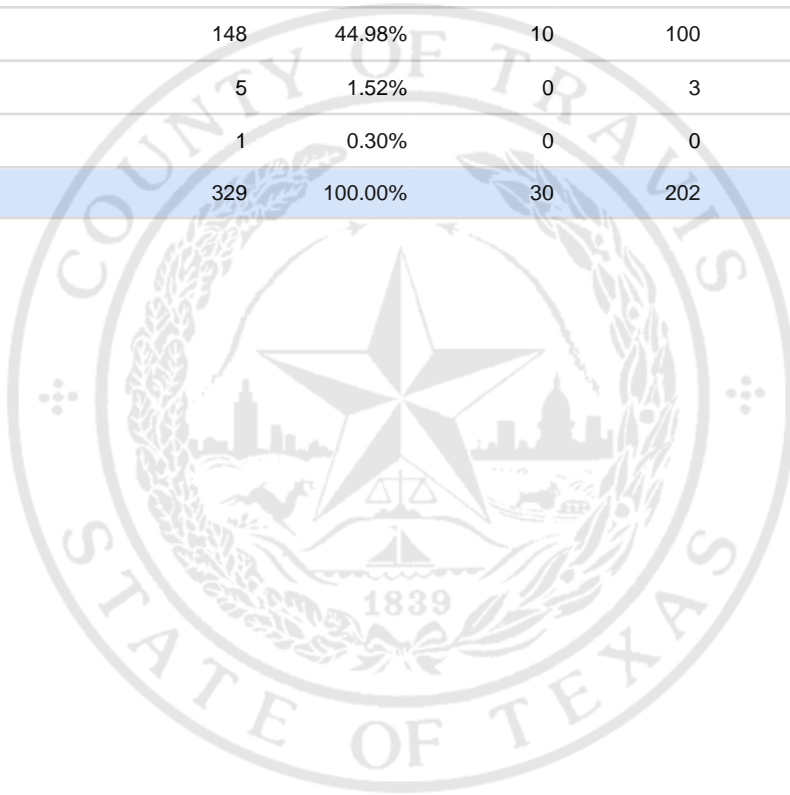 148 44.98% 10 100
5 1.52% 0 3
1 0.30% 0 0
329 100.00% 30 202
COUNTY OF TRAVIS
1839
STATE OF TEXAS